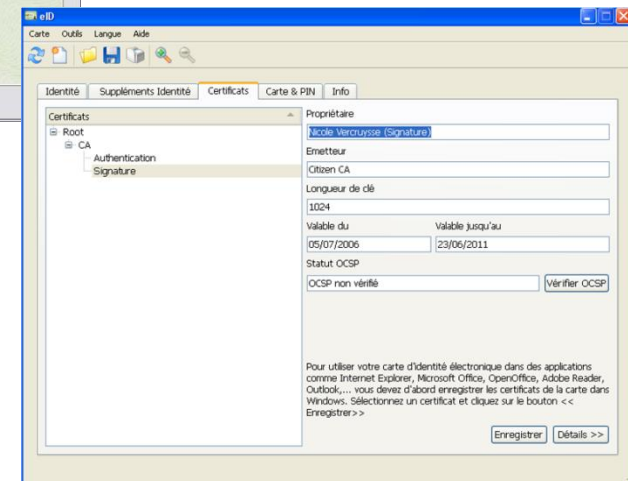 eID
Carte Outils Langue Aide
Identité Suppléments Identité Certificats Carte & PIN Info
Certificats
Root
CA
Authentication
Signature
Propriétaire
Nicole Vercruysse (Signature)
Emetteur
Citizen CA
Longueur de clé
1024
Valable du Valable jusqu'au
05/07/2006 23/06/2011
Statut OCSP
OCSP non vérifié Vérifier OCSP
Pour utiliser votre carte d'identité électronique dans des applications
comme Internet Explorer, Microsoft Office, OpenOffice, Adobe Reader,
Outlook,... vous devez d'abord enregistrer les certificats de la carte dans
Windows. Sélectionnez un certificat et cliquez sur le bouton <<
Enregistrer>>
Enregistrer Détails >>